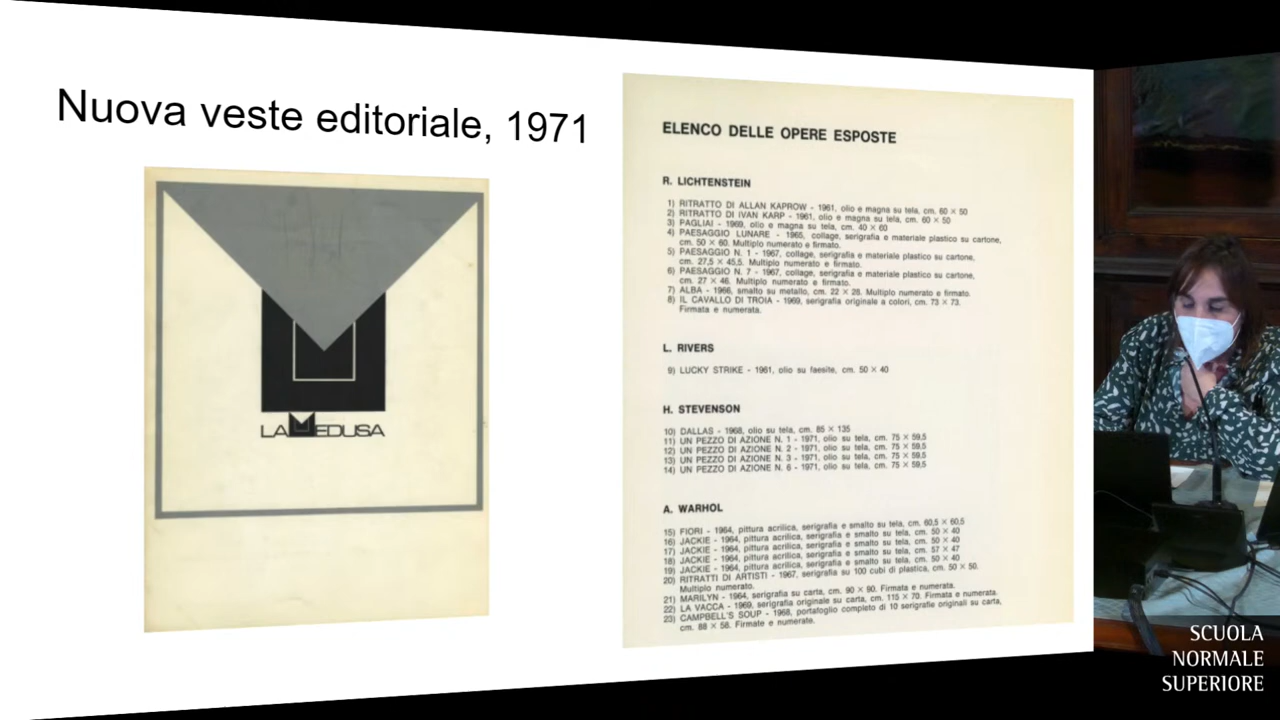 Nuova veste editoriale, 1971
LA MEDUSA
ELENCO DELLE OPERE ESPOSTE
R. LICHTENSTEIN
1) RITRATTO DI ALLAN KAPROW - 1961, olio e magna su tela, cm. 60 × 50
2) RITRATTO DI IVAN KARP - 1961, olio e magna su tela, cm. 60 × 50
3) PAGLIAI - 1969, olio e magna su tela, cm. 40 × 60
4) PAESAGGIO LUNARE - 1965, collage, serigrafia e materiale plastico su cartone,
cm. 50 × 60. Multiplo numerato e firmato.
5) PAESAGGIO N. 1 - 1967, collage, serigrafia e materiale plastico su cartone,
cm. 27,5 × 45,5. Multiplo numerato e firmato.
6) PAESAGGIO N. 7 - 1967, collage, serigrafia e materiale plastico su cartone,
cm. 27 × 46. Multiplo numerato e firmato.
7) ALBA - 1966, smalto su metallo, cm. 22 × 28. Multiplo numerato e firmato.
8) IL CAVALLO DI TROIA - 1969, serigrafia originale a colori, cm. 73 × 73.
Firmata e numerata.
L. RIVERS
9) LUCKY STRIKE - 1961, olio su faesite, cm. 50 × 40
H. STEVENSON
10) DALLAS - 1968, olio su tela, cm. 85 × 135
11) UN PEZZO DI AZIONE N. 1 - 1971, olio su tela, cm. 75 × 59,5
12) UN PEZZO DI AZIONE N. 2 - 1971, olio su tela, cm. 75 × 59,5
13) UN PEZZO DI AZIONE N. 3 - 1971, olio su tela, cm. 75 × 59,5
14) UN PEZZO DI AZIONE N. 6 - 1971, olio su tela, cm. 75 × 59,5
A. WARHOL
15) FIORI - 1964, pittura acrilica, serigrafia e smalto su tela, cm. 60,5 × 60,5
16) JACKIE - 1964, pittura acrilica, serigrafia e smalto su tela, cm. 50 × 40
17) JACKIE - 1964, pittura acrilica, serigrafia e smalto su tela, cm. 57 × 47
18) JACKIE - 1964, pittura acrilica, serigrafia e smalto su tela, cm. 50 × 40
19) JACKIE - 1964, pittura acrilica, serigrafia e smalto su tela, cm. 50 × 40
20) RITRATTI DI ARTISTI - 1967, serigrafia su 100 cubi di plastica, cm. 50 × 50.
Multiplo numerato.
21) MARILYN - 1964, serigrafia su carta, cm. 90 × 90. Firmata e numerata.
22) LA VACCA - 1969, serigrafia originale su carta, cm. 115 × 70. Firmata e numerata.
23) CAMPBELL'S SOUP - 1968, portafoglio completo di 10 serigrafie originali su carta,
cm. 88 × 58. Firmate e numerate.
SCUOLA
NORMALE
SUPERIORE